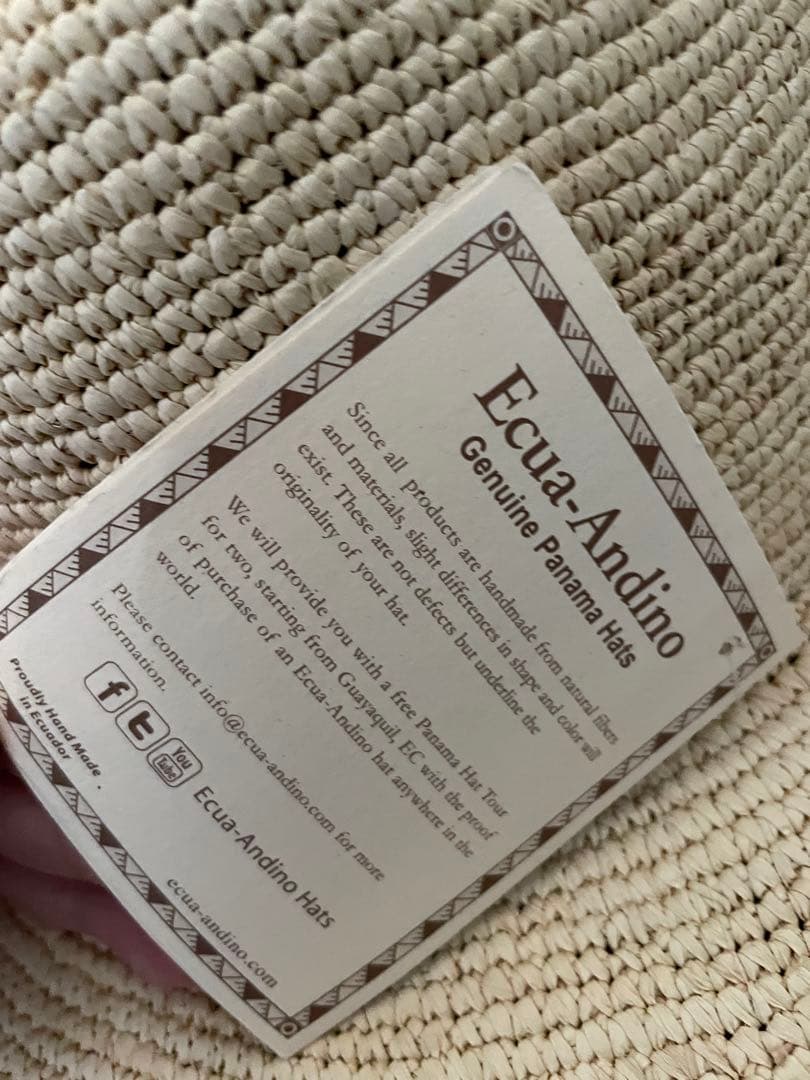 Ecua-Andino
Genuine Panama Hats
Since all products are handmade from natural fibers
and materials, slight differences in shape and color will
exist. These are not defects but underline the
originality of your hat.
We will provide you with a free Panama Hat Tour
for two, starting from Guayaquil, EC with the proof
of purchase of an Ecua-Andino hat anywhere in the
world.
Please contact info@ecua-andino.com for more
information.
f t You Tube Ecua-Andino Hats
Proudly Hand Made
in Ecuador
ecua-andino.com